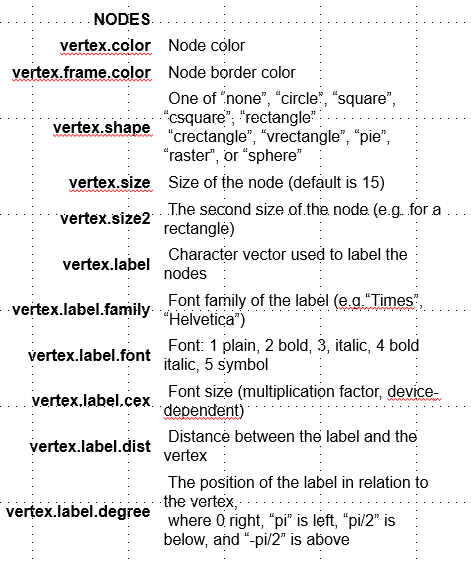 NODES
vertex.color Node color
vertex.frame.color Node border color
vertex.shape One of “none”, “circle”, “square”,
“csquare”, “rectangle”
“crectangle”, “vrectangle”, “pie”,
“raster”, or “sphere”
vertex.size Size of the node (default is 15)
vertex.size2 The second size of the node (e.g. for a
rectangle)
vertex.label Character vector used to label the
nodes
vertex.label.family Font family of the label (e.g.“Times”,
“Helvetica”)
vertex.label.font Font: 1 plain, 2 bold, 3, italic, 4 bold
italic, 5 symbol
vertex.label.cex Font size (multiplication factor, device-
dependent)
vertex.label.dist Distance between the label and the
vertex
vertex.label.degree The position of the label in relation to
the vertex,
where 0 right, “pi” is left, “pi/2” is
below, and “-pi/2” is above